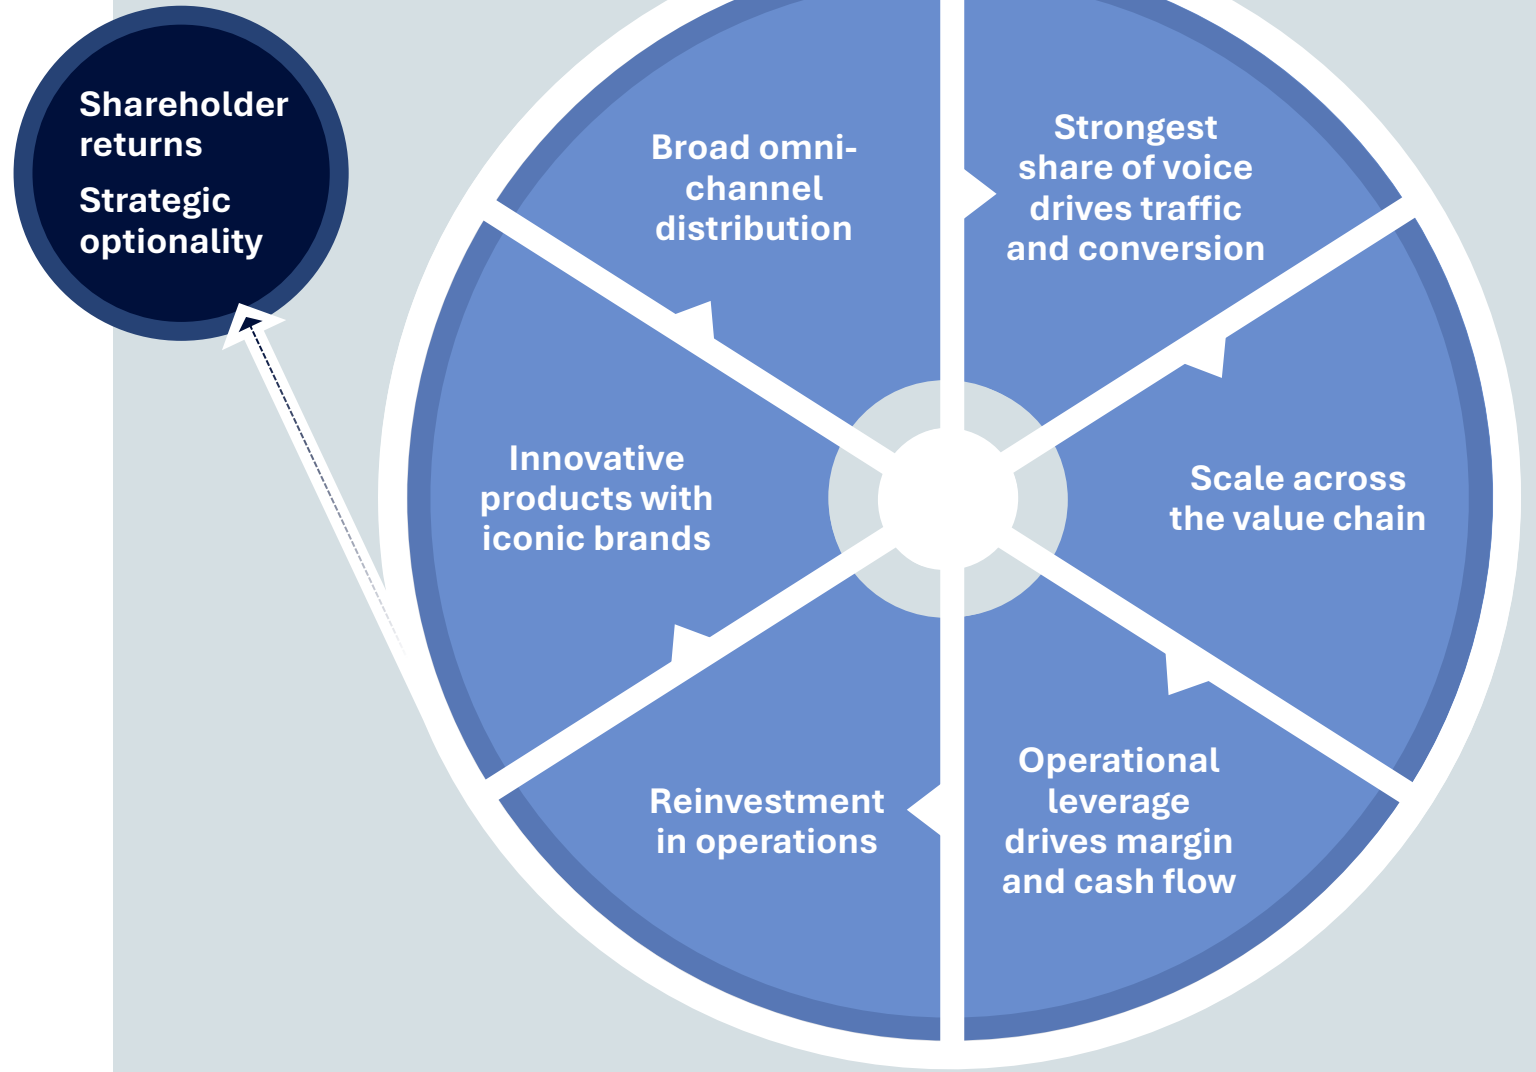 Shareholder
returns
Strategic
optionality
Broad omni-
channel
distribution
Strongest
share of voice
drives traffic
and conversion
Innovative
products with
iconic brands
Scale across
the value chain
Reinvestment
in operations
Operational
leverage
drives margin
and cash flow